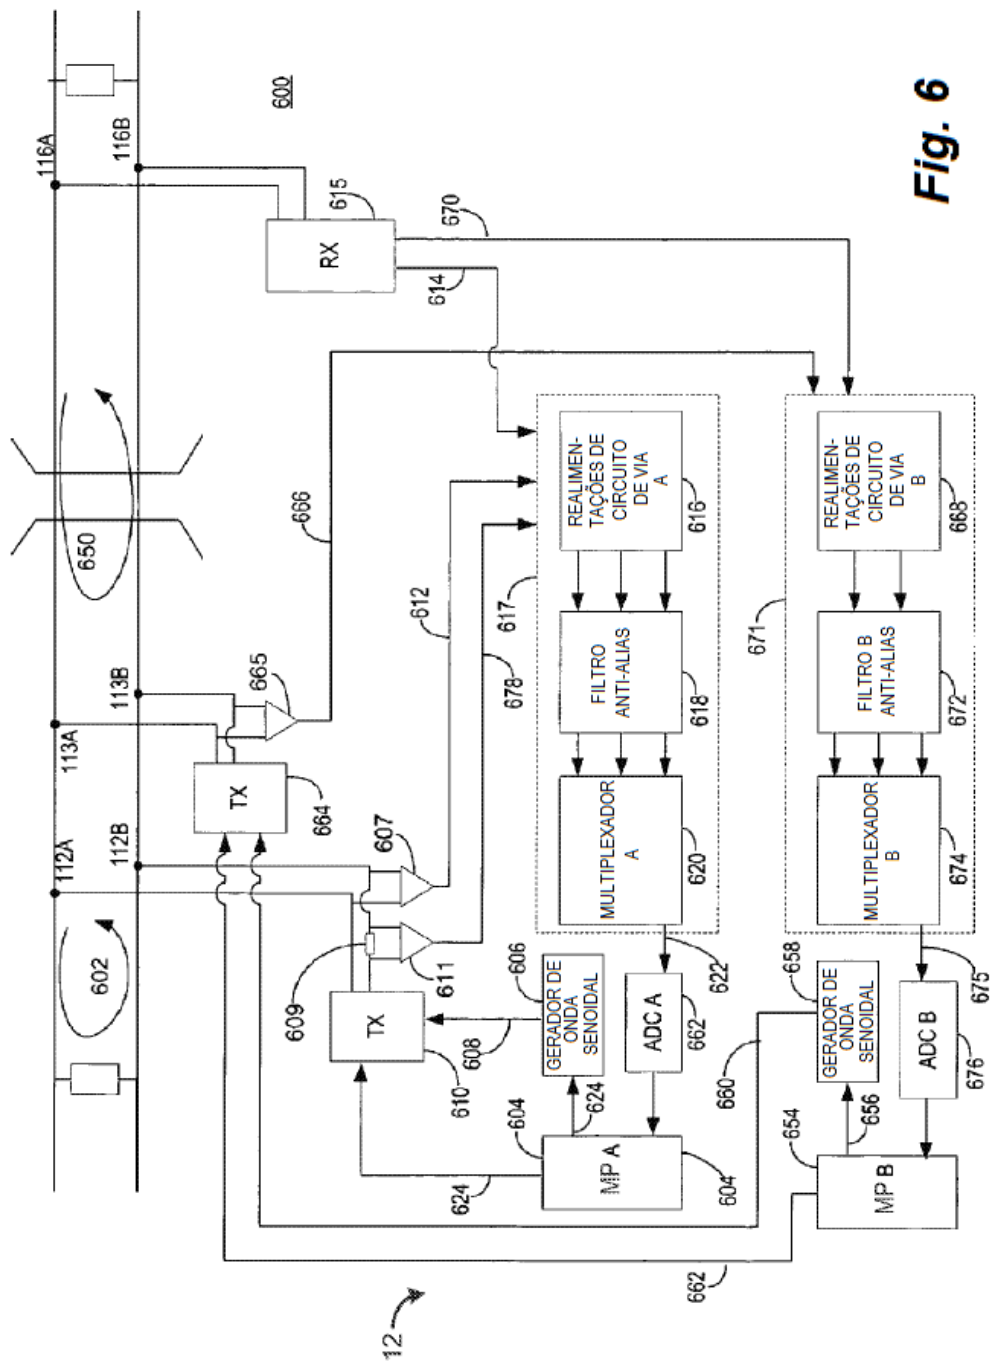 116A
116B
600
Fig. 6
615
RX
670
614
650
666
612
617
678
REALIMEN-
TAÇÕES DE
CIRCUITO
DE VIA
A
616
REALIMEN-
TAÇÕES DE
CIRCUITO
DE VIA
B
668
671
113A
113B
665
TX
664
FILTRO
ANTI-ALIAS
618
FILTRO B
ANTI-ALIAS
672
112A
112B
607
611
609
602
MULTIPLEXADOR
A
620
MULTIPLEXADOR
B
674
622
675
TX
610
608
606
GERADOR DE
ONDA
SENOIDAL
ADC A
662
660
658
GERADOR DE
ONDA
SENOIDAL
ADC B
676
624
624
604
MP A
604
656
654
MP B
662
12